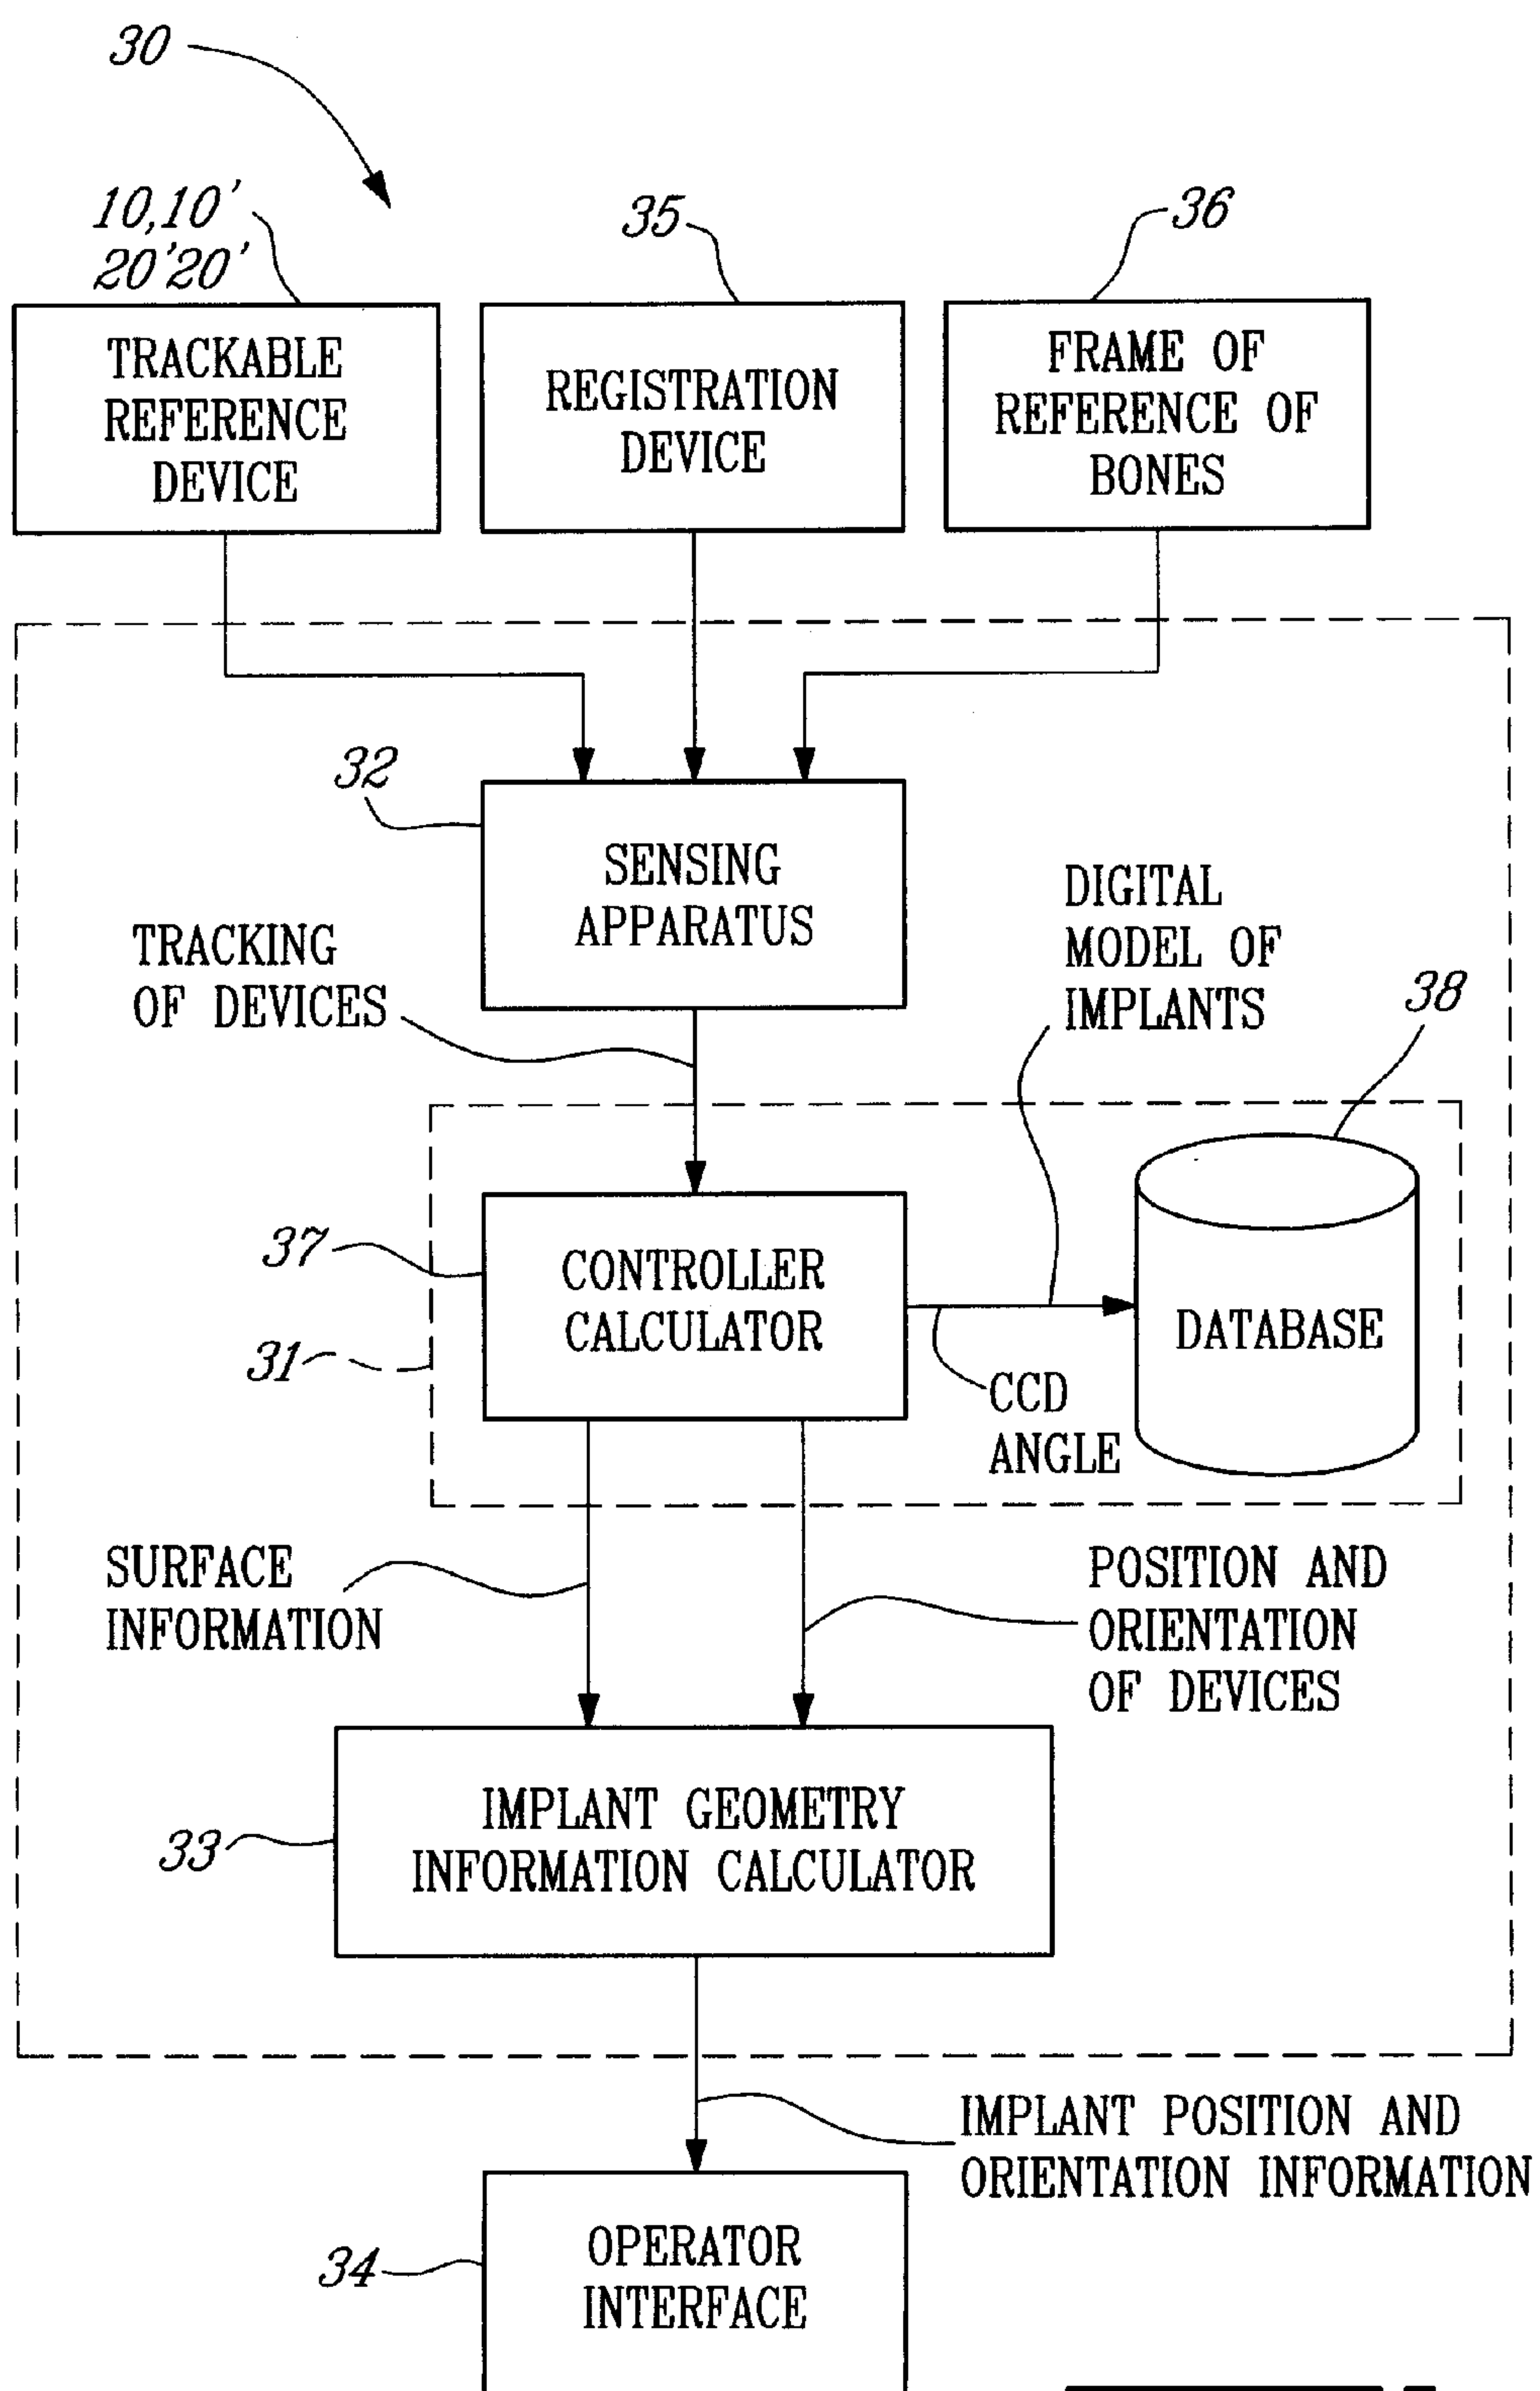 30
10,10'
20'20'
35
36
TRACKABLE
REFERENCE
DEVICE
REGISTRATION
DEVICE
FRAME OF
REFERENCE OF
BONES
32
SENSING
APPARATUS
TRACKING
OF DEVICES
DIGITAL
MODEL OF
IMPLANTS
38
37
CONTROLLER
CALCULATOR
31
DATABASE
CCD
ANGLE
SURFACE
INFORMATION
POSITION AND
ORIENTATION
OF DEVICES
33
IMPLANT GEOMETRY
INFORMATION CALCULATOR
IMPLANT POSITION AND
ORIENTATION INFORMATION
34
OPERATOR
INTERFACE